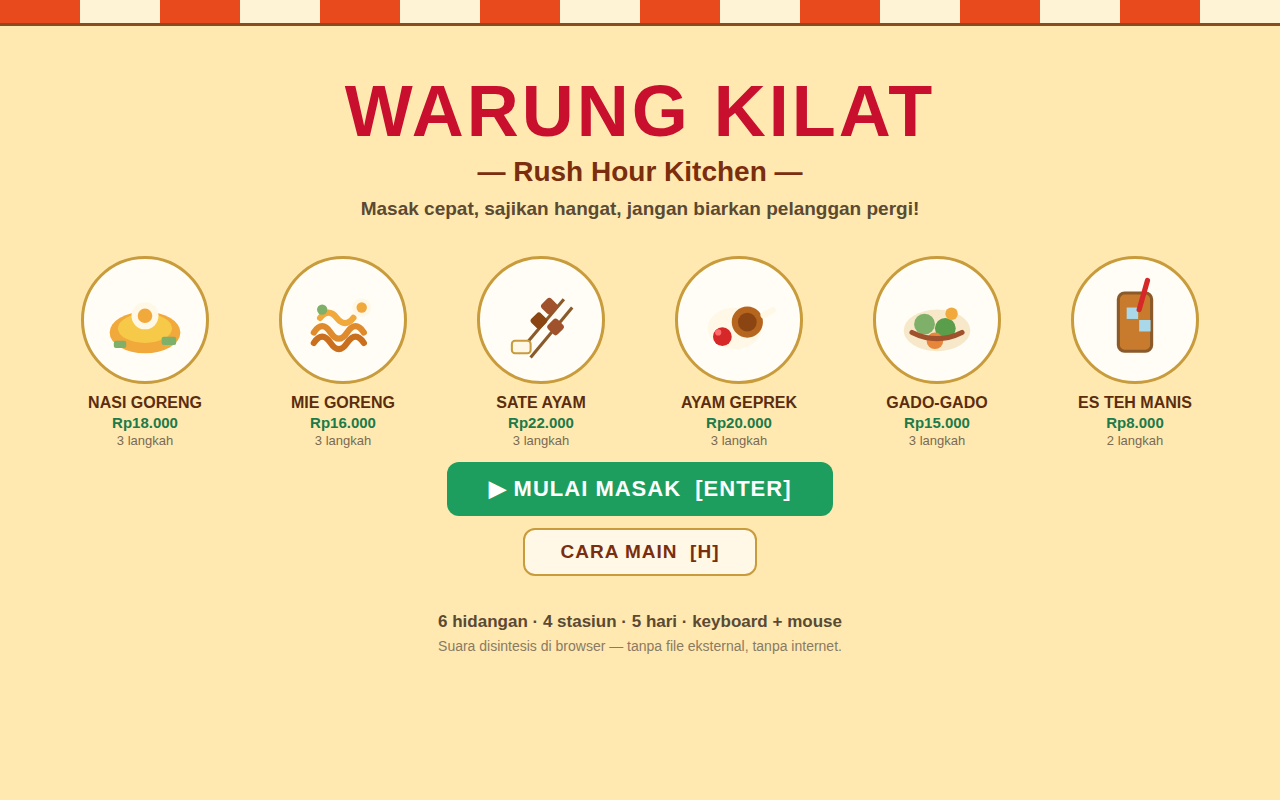 WARUNG KILAT
— Rush Hour Kitchen —
Masak cepat, sajikan hangat, jangan biarkan pelanggan pergi!
NASI GORENG
Rp18.000
3 langkah
MIE GORENG
Rp16.000
3 langkah
SATE AYAM
Rp22.000
3 langkah
AYAM GEPREK
Rp20.000
3 langkah
GADO-GADO
Rp15.000
3 langkah
ES TEH MANIS
Rp8.000
2 langkah
▶ MULAI MASAK [ENTER]
CARA MAIN [H]
6 hidangan · 4 stasiun · 5 hari · keyboard + mouse
Suara disintesis di browser — tanpa file eksternal, tanpa internet.